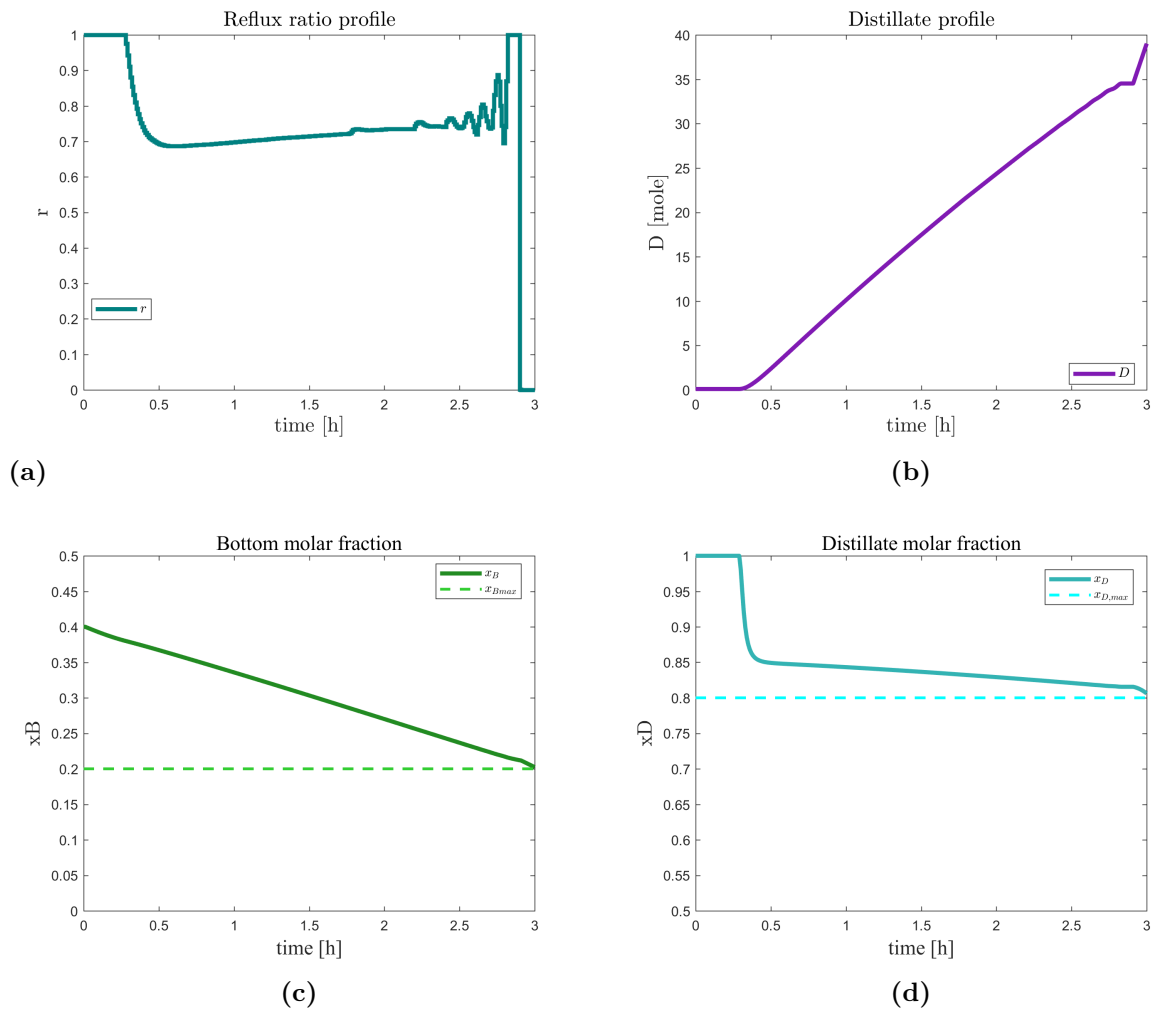 Reflux ratio profile
1
0.9
0.8
0.7
0.6
0.5
0.4
0.3
0.2
0.1
0
r
r
0 0.5 1 1.5 2 2.5 3
time [h]
(a)
Distillate profile
40
35
30
25
20
15
10
5
0
D [mole]
D
0 0.5 1 1.5 2 2.5 3
time [h]
(b)
Bottom molar fraction
0.5
0.45
0.4
0.35
0.3
0.25
0.2
0.15
0.1
0.05
0
xB
x_B
x_{Bmax}
0 0.5 1 1.5 2 2.5 3
time [h]
(c)
Distillate molar fraction
1
0.95
0.9
0.85
0.8
0.75
0.7
0.65
0.6
0.55
0.5
xD
x_D
x_{D,max}
0 0.5 1 1.5 2 2.5 3
time [h]
(d)